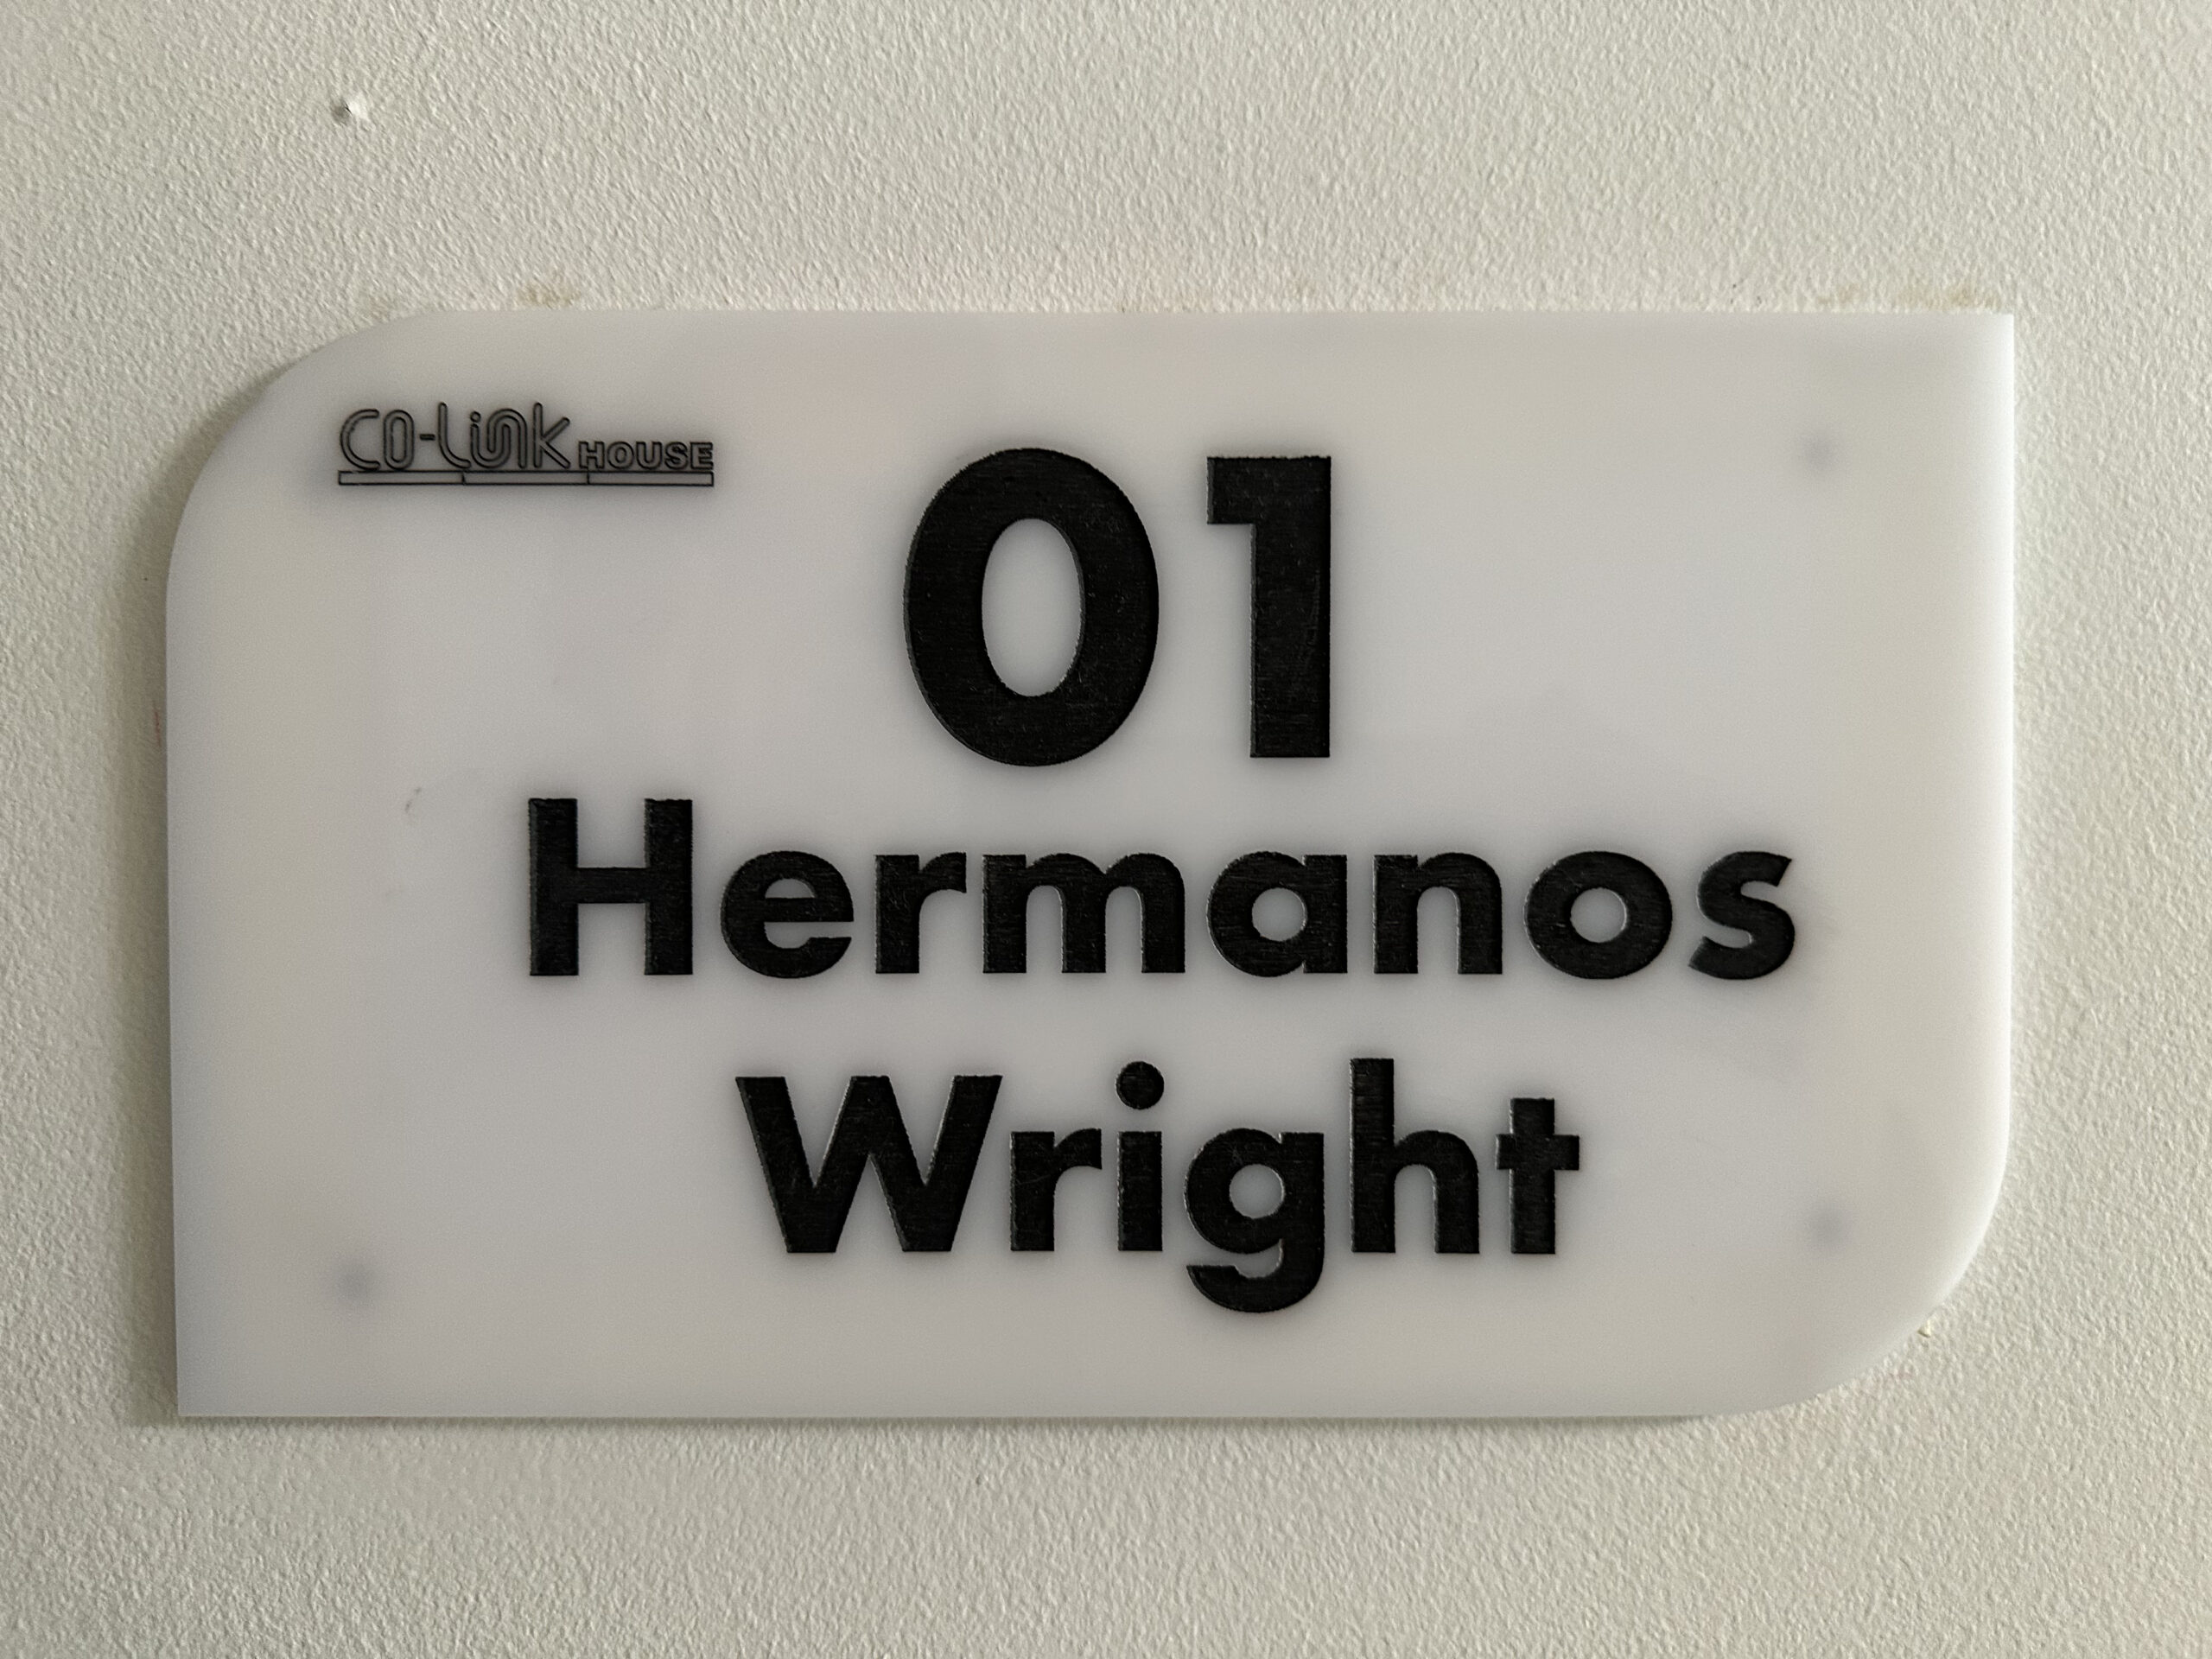 CO-Link HOUSE
01
Hermanos
Wright